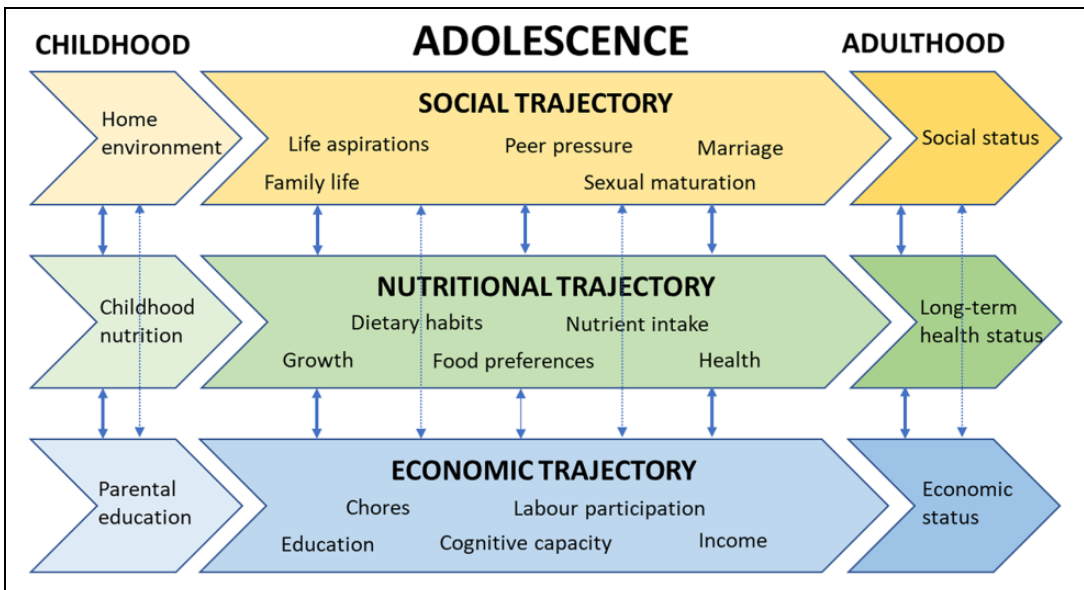 CHILDHOOD
ADOLESCENCE
ADULTHOOD
Home
environment
SOCIAL TRAJECTORY
Life aspirations
Peer pressure
Marriage
Family life
Sexual maturation
Social status
Childhood
nutrition
NUTRITIONAL TRAJECTORY
Dietary habits
Nutrient intake
Growth
Food preferences
Health
Long-term
health status
Parental
education
ECONOMIC TRAJECTORY
Chores
Labour participation
Education
Cognitive capacity
Income
Economic
status